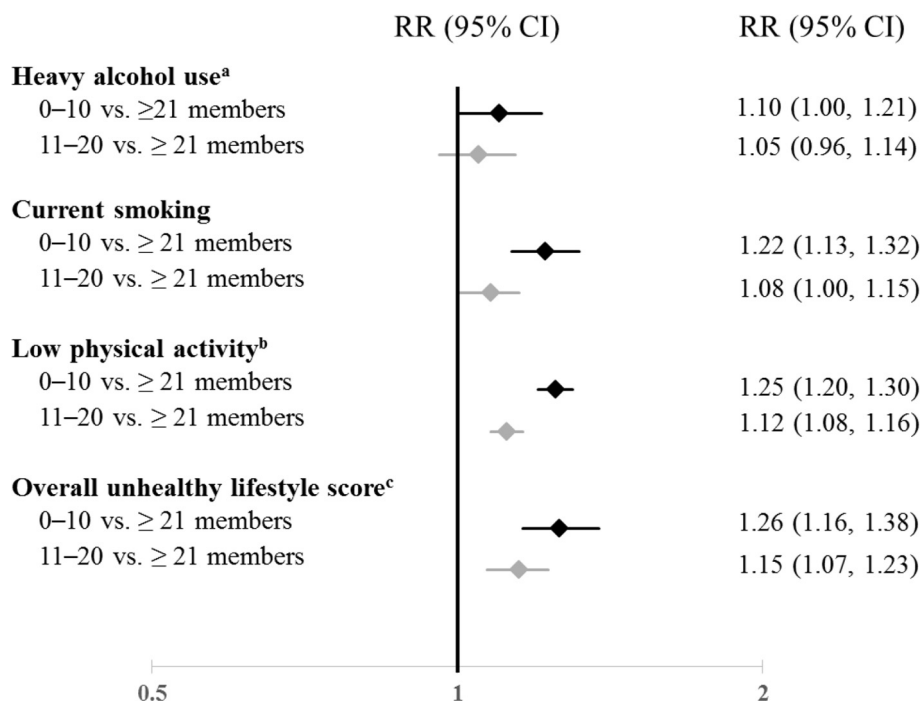 RR (95% CI) RR (95% CI)
Heavy alcohol useᵃ
0–10 vs. ≥21 members 1.10 (1.00, 1.21)
11–20 vs. ≥ 21 members 1.05 (0.96, 1.14)
Current smoking
0–10 vs. ≥ 21 members 1.22 (1.13, 1.32)
11–20 vs. ≥ 21 members 1.08 (1.00, 1.15)
Low physical activityᵇ
0–10 vs. ≥ 21 members 1.25 (1.20, 1.30)
11–20 vs. ≥ 21 members 1.12 (1.08, 1.16)
Overall unhealthy lifestyle scoreᶜ
0–10 vs. ≥ 21 members 1.26 (1.16, 1.38)
11–20 vs. ≥ 21 members 1.15 (1.07, 1.23)
0.5 1 2